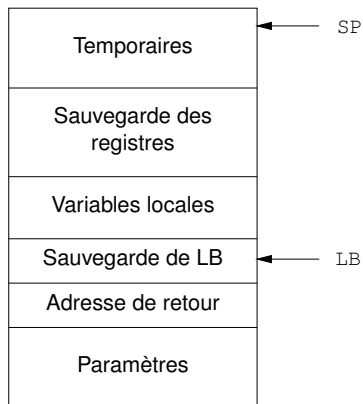 Temporaires
SP
Sauvegarde des
registres
Variables locales
Sauvegarde de LB
LB
Adresse de retour
Paramètres